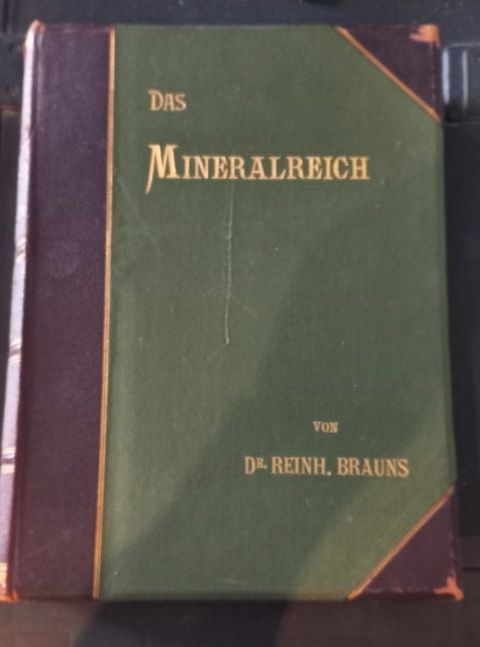 DAS
MINERALREICH
VON
DR. REINH. BRAUNS